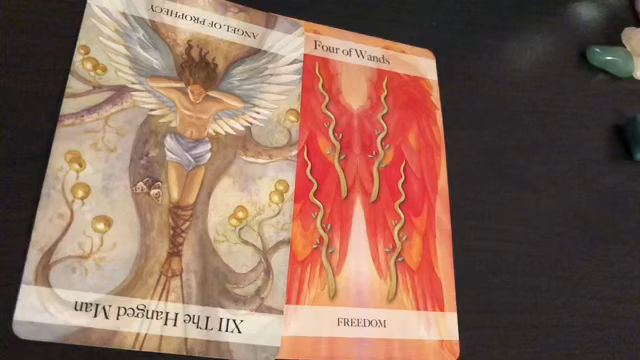 ANGEL OF PROPHECY
XII The Hanged Man
Four of Wands
FREEDOM